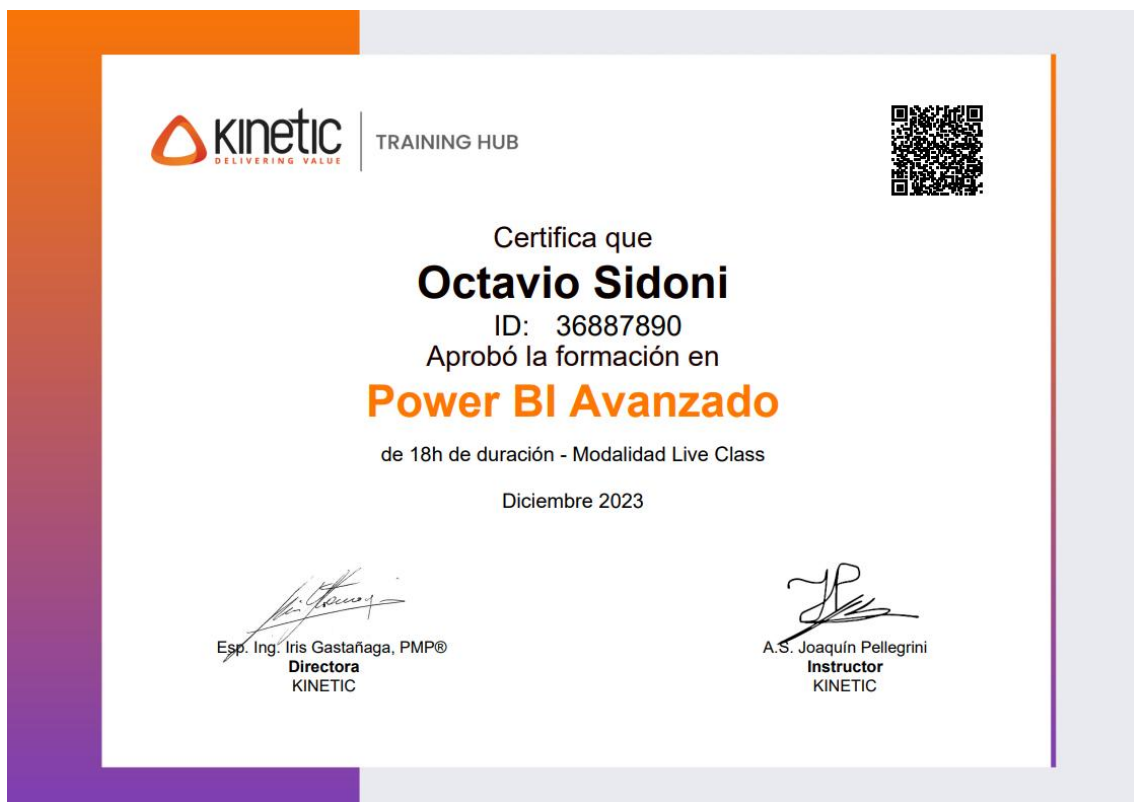 KINETIC
DELIVERING VALUE
TRAINING HUB
Certifica que
Octavio Sidoni
ID: 36887890
Aprobó la formación en
Power BI Avanzado
de 18h de duración - Modalidad Live Class
Diciembre 2023
Esp. Ing. Iris Gastañaga, PMP®
Directora
KINETIC
A.S. Joaquín Pellegrini
Instructor
KINETIC